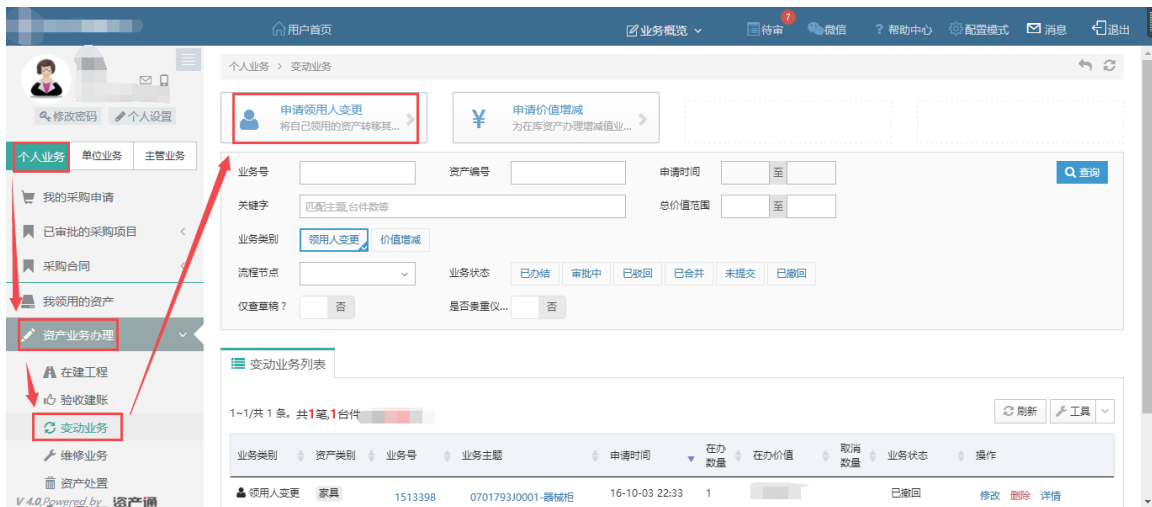 用户首页 业务概览 待审 7 微信 ? 帮助中心 配置模式 消息 退出
修改密码 个人设置
个人业务 单位业务 主管业务
我的采购申请
已审批的采购项目
采购合同
我领用的资产
资产业务办理
在建工程
验收建账
变动业务
维修业务
资产处置
V 4.0,Powered by 资产通
个人业务 > 变动业务
申请领用人变更
将自己领用的资产转移其...
¥ 申请价值增减
为在库资产办理增减值业...
业务号 资产编号 申请时间 至 查询
关键字 匹配主题,台件数等 总价值范围 至
业务类别 领用人变更 价值增减
流程节点 业务状态 已办结 审批中 已驳回 已合并 未提交 已撤回
仅查草稿? 否 是否贵重仪... 否
变动业务列表
1~1/共 1 条。共1笔,1台件 刷新 工具
业务类别 资产类别 业务号 业务主题 申请时间 在办数量 在办价值 取消数量 业务状态 操作
领用人变更 家具 1513398 0701793J0001-器械柜 16-10-03 22:33 1 已撤回 修改 删除 详情